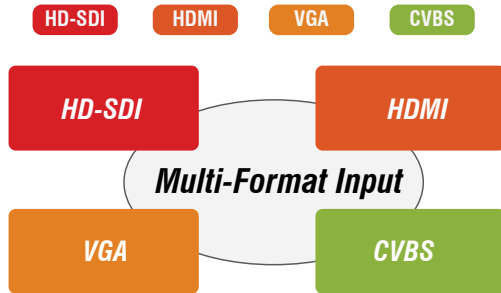 HD-SDI HDMI VGA CVBS
HD-SDI HDMI
Multi-Format Input
VGA CVBS